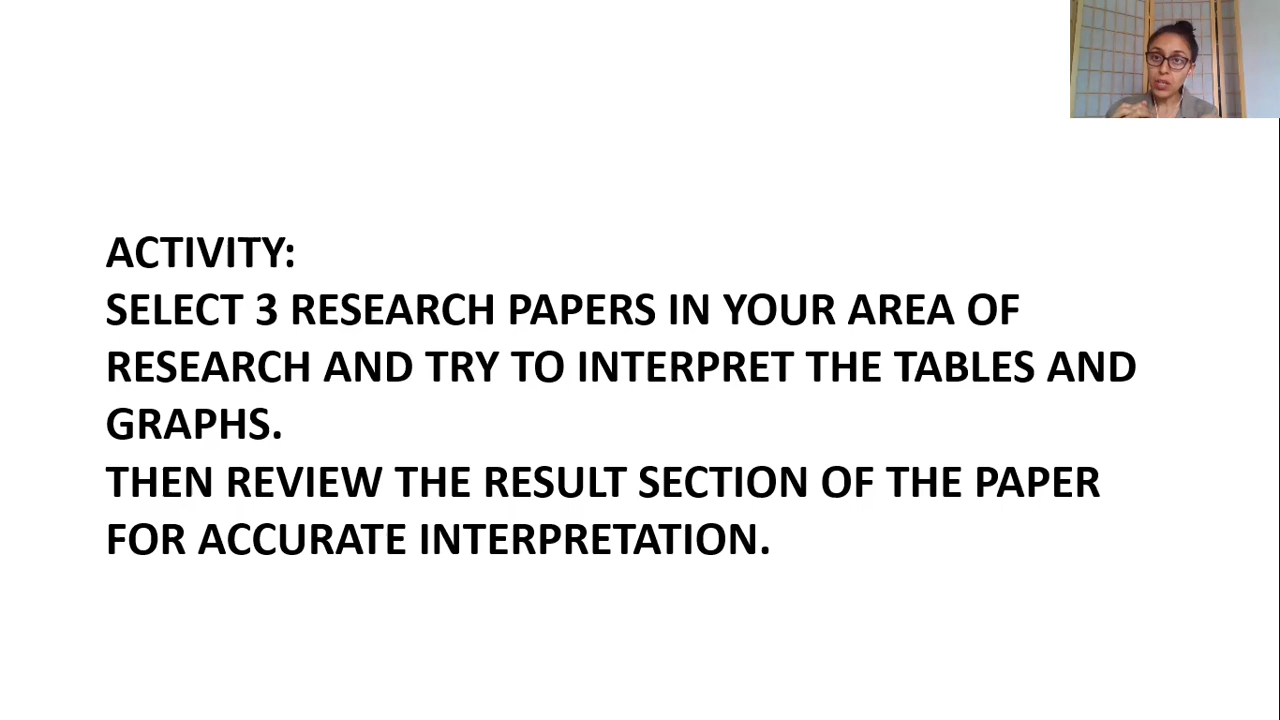 ACTIVITY:
SELECT 3 RESEARCH PAPERS IN YOUR AREA OF
RESEARCH AND TRY TO INTERPRET THE TABLES AND
GRAPHS.
THEN REVIEW THE RESULT SECTION OF THE PAPER
FOR ACCURATE INTERPRETATION.